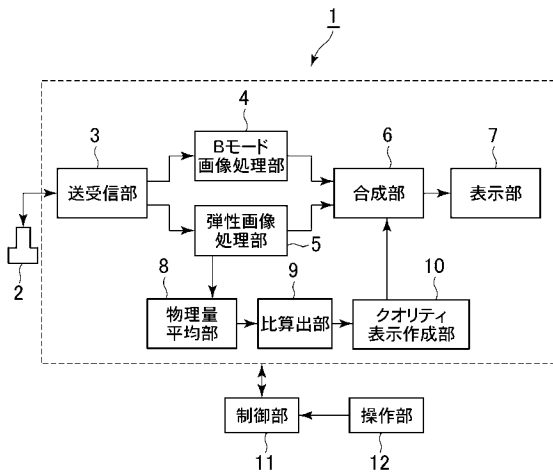 1
4
Bモード
画像処理部
3
送受信部
6
合成部
7
表示部
弾性画像
処理部
5
2
8
物理量
平均部
9
比算出部
10
クオリティ
表示作成部
制御部
11
操作部
12